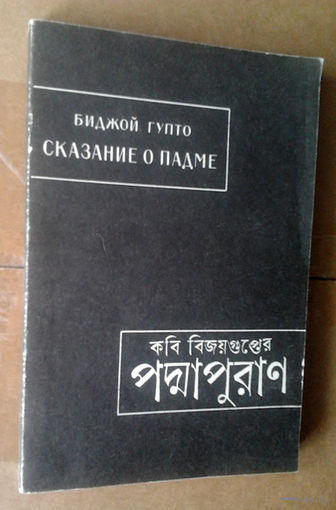 БИДЖОЙ ГУПТО
СКАЗАНИЕ О ПАДМЕ
কবি বিজয়গুপ্তের
পদ্মাপুরাণ